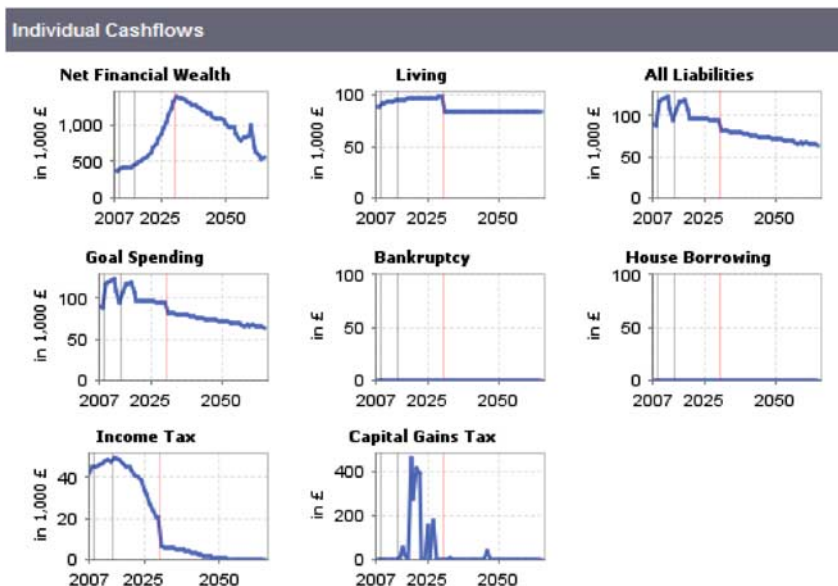 Individual Cashflows
Net Financial Wealth
in 1,000 £
1,000
500
0
2007 2025 2050
Living
in 1,000 £
100
50
0
2007 2025 2050
All Liabilities
in 1,000 £
100
50
0
2007 2025 2050
Goal Spending
in 1,000 £
100
50
0
2007 2025 2050
Bankruptcy
in £
100
50
0
2007 2025 2050
House Borrowing
in £
100
50
0
2007 2025 2050
Income Tax
in 1,000 £
40
20
0
2007 2025 2050
Capital Gains Tax
in £
400
200
0
2007 2025 2050